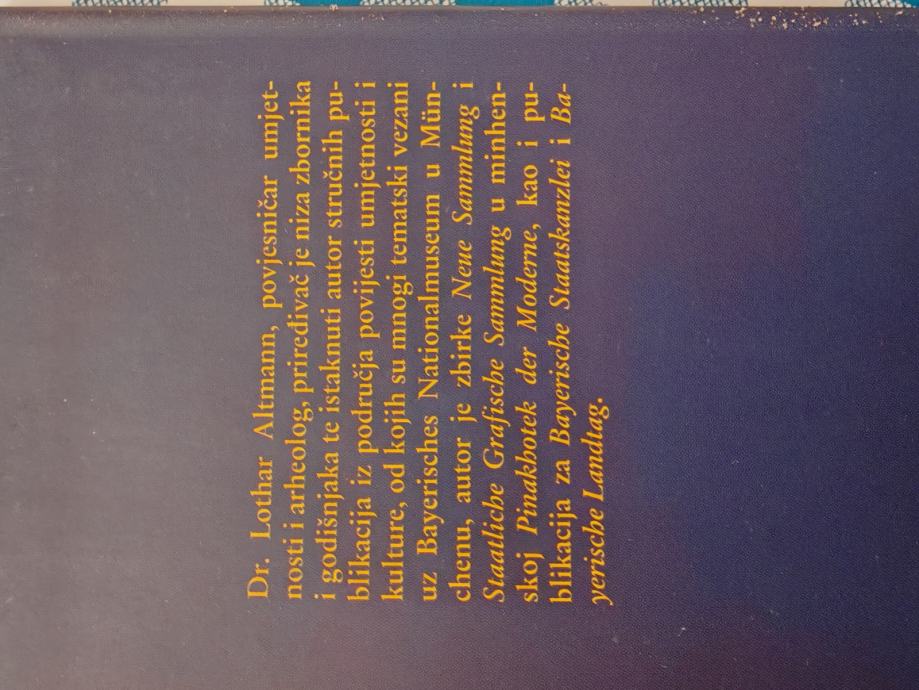 Dr. Lothar Altmann, povjesničar umjet-
nosti i arheolog, priređivač je niza zbornika
i godišnjaka te istaknuti autor stručnih pu-
blikacija iz područja povijesti umjetnosti i
kulture, od kojih su mnogi tematski vezani
uz Bayerisches Nationalmuseum u Mün-
chenu, autor je zbirke Neue Sammlung i
Staatliche Grafische Sammlung u minhen-
skoj Pinakhotek der Moderne, kao i pu-
blikacija za Bayerische Staatskanzlei i Ba-
yerische Landtag.